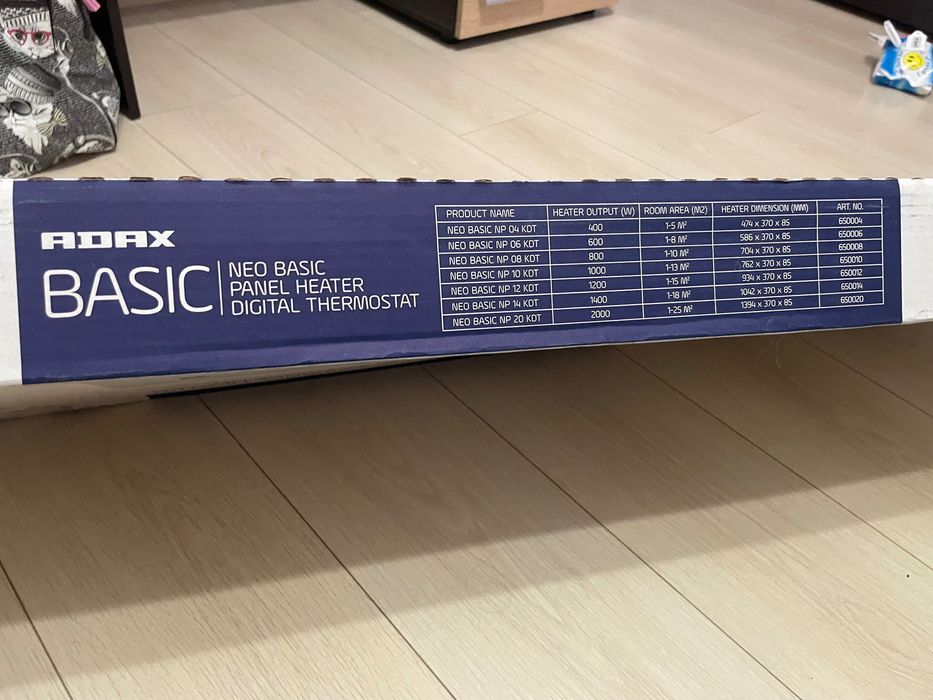 ADAX
BASIC
NEO BASIC
PANEL HEATER
DIGITAL THERMOSTAT
PRODUCT NAME HEATER OUTPUT (W) ROOM AREA (M2) HEATER DIMENSION (MM) ART. NO.
NEO BASIC NP 04 KDT 400 1-5 M² 474 x 370 x 85 650004
NEO BASIC NP 06 KDT 600 1-8 M² 586 x 370 x 85 650006
NEO BASIC NP 08 KDT 800 1-10 M² 704 x 370 x 85 650008
NEO BASIC NP 10 KDT 1000 1-13 M² 762 x 370 x 85 650010
NEO BASIC NP 12 KDT 1200 1-15 M² 934 x 370 x 85 650012
NEO BASIC NP 14 KDT 1400 1-18 M² 1042 x 370 x 85 650014
NEO BASIC NP 20 KDT 2000 1-25 M² 1394 x 370 x 85 650020